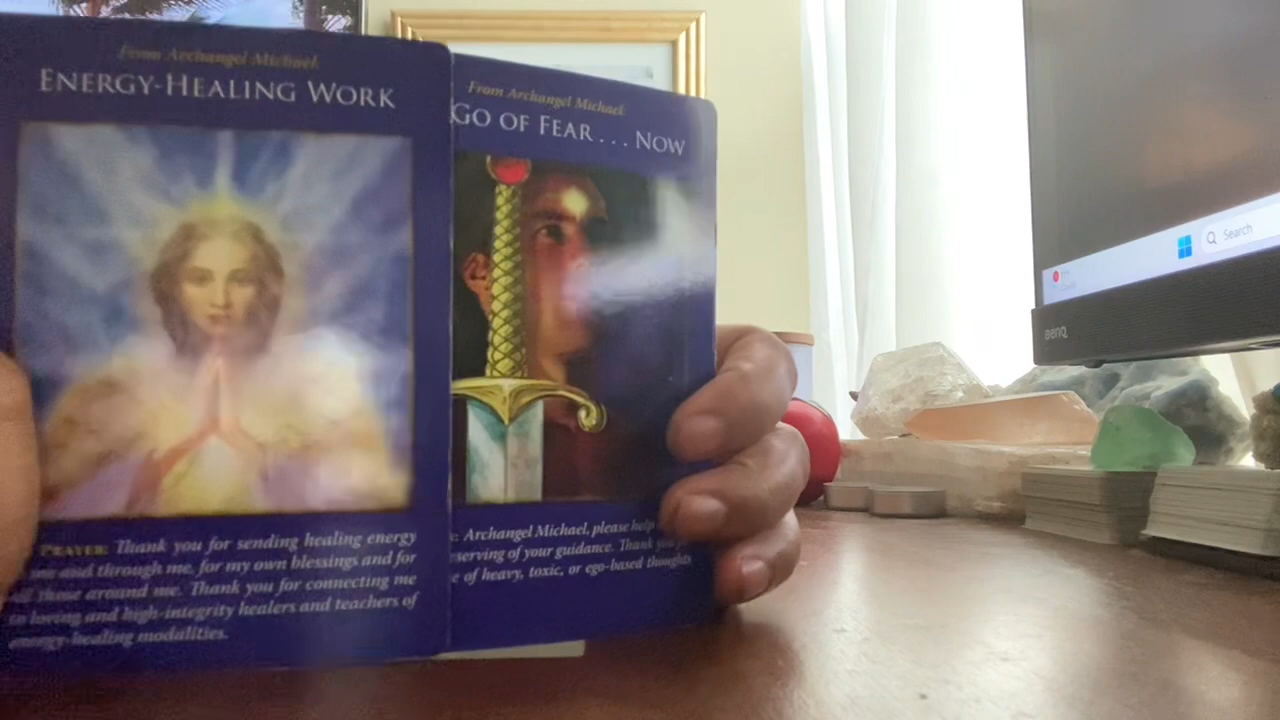 From Archangel Michael:
ENERGY-HEALING WORK
PRAYER: Thank you for sending healing energy
me and through me, for my own blessings and for
those around me. Thank you for connecting me
loving and high-integrity healers and teachers of
energy-healing modalities.
From Archangel Michael:
GO OF FEAR . . . NOW
: Archangel Michael, please help
serving of your guidance. Thank
e of heavy, toxic, or ego-based thoughts
Search
BenQ